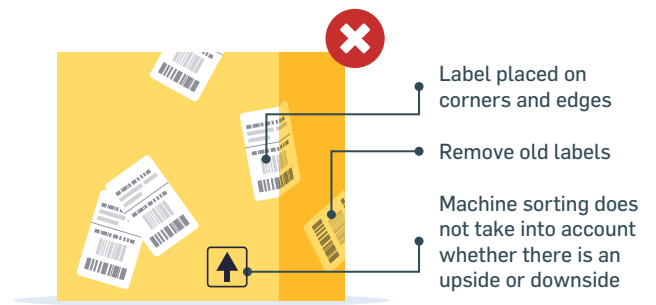 Label placed on
corners and edges
Remove old labels
Machine sorting does
not take into account
whether there is an
upside or downside